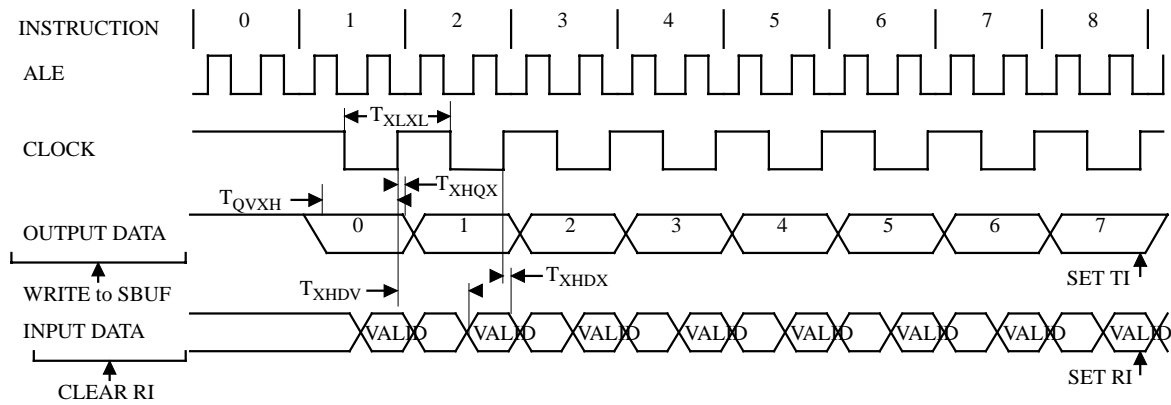 INSTRUCTION 0 1 2 3 4 5 6 7 8
ALE
TXLXL
CLOCK
TXHQX
TQVXH
OUTPUT DATA 0 1 2 3 4 5 6 7
TXHDX SET TI
WRITE to SBUF TXHDV
INPUT DATA VALID VALID VALID VALID VALID VALID VALID VALID
CLEAR RI SET RI